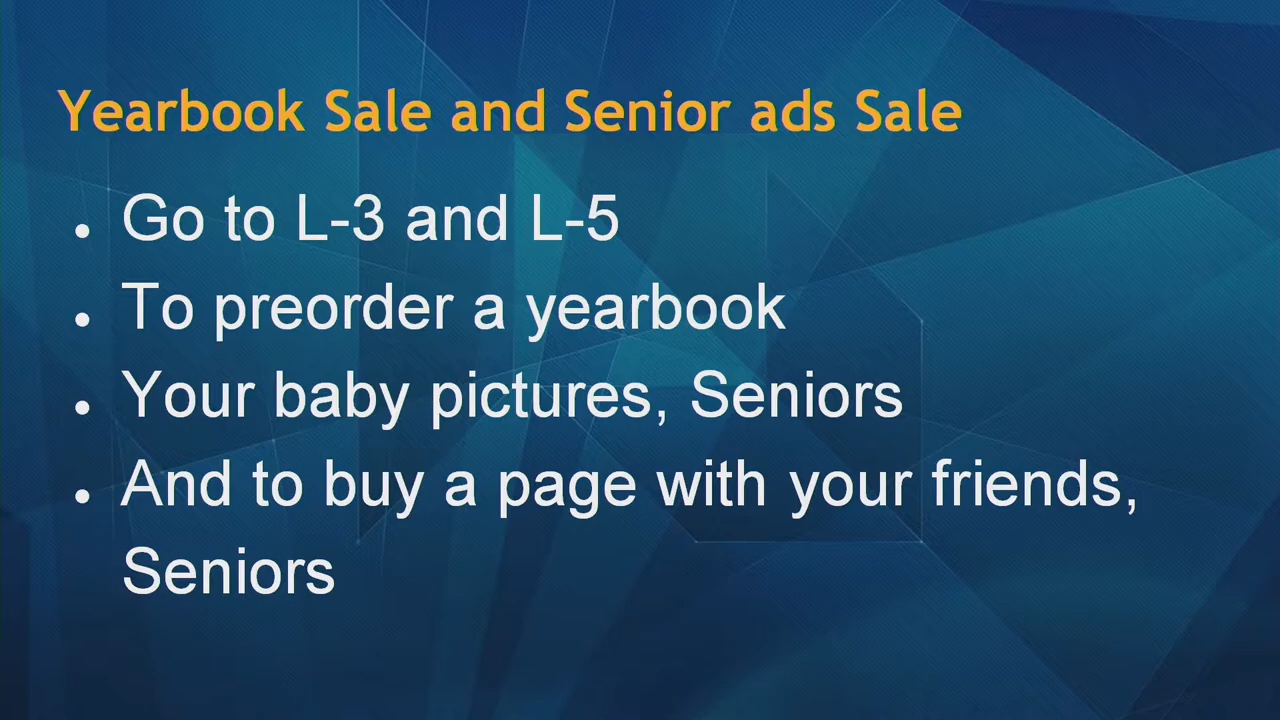 Yearbook Sale and Senior ads Sale
• Go to L-3 and L-5
• To preorder a yearbook
• Your baby pictures, Seniors
• And to buy a page with your friends,
Seniors